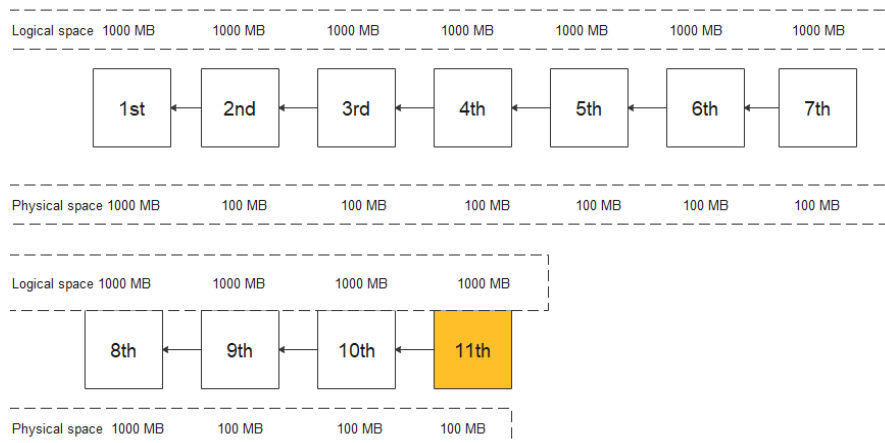 Logical space 1000 MB 1000 MB 1000 MB 1000 MB 1000 MB 1000 MB 1000 MB
1st 2nd 3rd 4th 5th 6th 7th
Physical space 1000 MB 100 MB 100 MB 100 MB 100 MB 100 MB 100 MB
Logical space 1000 MB 1000 MB 1000 MB 1000 MB
8th 9th 10th 11th
Physical space 1000 MB 100 MB 100 MB 100 MB